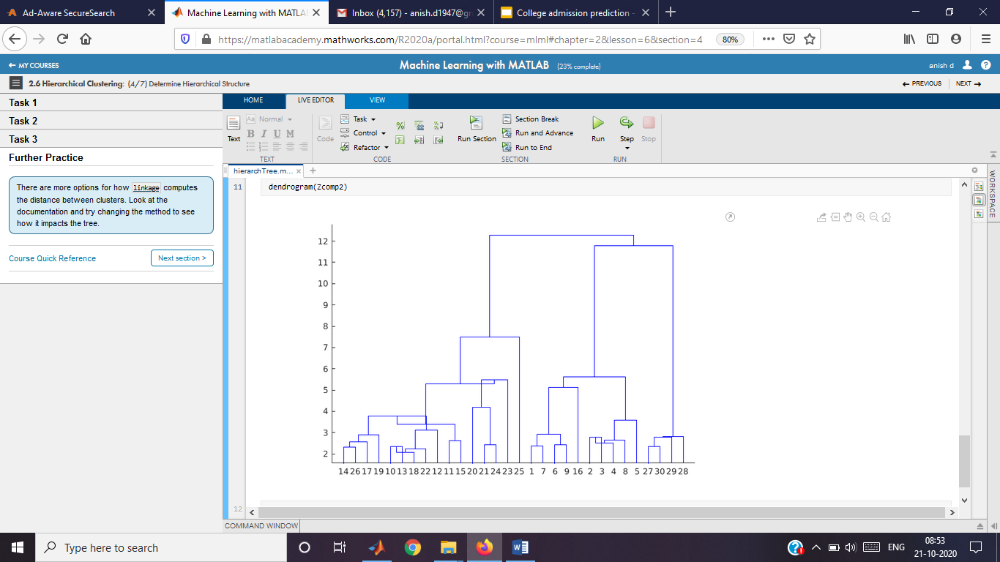 Ad-Aware SecureSearch
Machine Learning with MATLA
Inbox (4,157) - anish.d1947@gm
College admission prediction -
https://matlabacademy.mathworks.com/R2020a/portal.html?course=mlml#chapter=2&lesson=6&section=4
80%
MY COURSES
Machine Learning with MATLAB (23% complete)
anish d
2.6 Hierarchical Clustering: (4/7) Determine Hierarchical Structure
PREVIOUS
NEXT
Task 1
Task 2
Task 3
Further Practice
There are more options for how linkage computes
the distance between clusters. Look at the
documentation and try changing the method to see
how it impacts the tree.
Course Quick Reference
Next section >
HOME
LIVE EDITOR
VIEW
Text
Aa Normal
B I U M
TEXT
Code
Task
Control
Refactor
CODE
Run Section
Section Break
Run and Advance
Run to End
SECTION
Run
Step
Stop
RUN
hierarchTree.m...
WORKSPACE
11
dendrogram(Zcomp2)
12
11
10
9
8
7
6
5
4
3
2
14 26 17 19 10 13 18 22 12 11 15 20 21 24 23 25 1 7 6 9 16 2 3 4 8 5 27 30 29 28
12
COMMAND WINDOW
Type here to search
ENG
08:53
21-10-2020